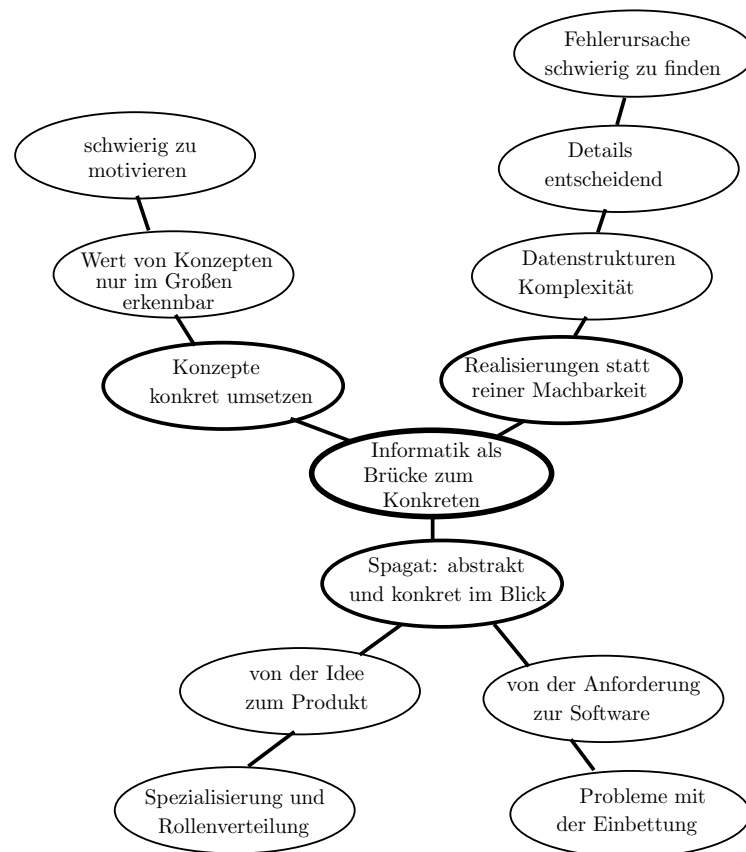 Fehlerursache
schwierig zu finden
schwierig zu
motivieren
Details
entscheidend
Wert von Konzepten
nur im Großen
erkennbar
Datenstrukturen
Komplexität
Konzepte
konkret umsetzen
Realisierungen statt
reiner Machbarkeit
Informatik als
Brücke zum
Konkreten
Spagat: abstrakt
und konkret im Blick
von der Idee
zum Produkt
von der Anforderung
zur Software
Spezialisierung und
Rollenverteilung
Probleme mit
der Einbettung